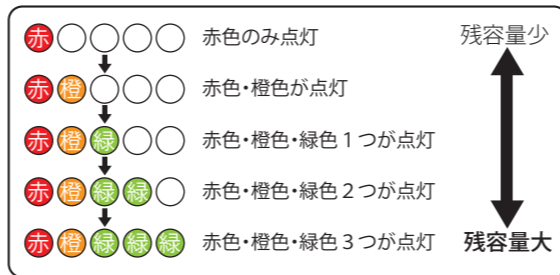 赤 赤色のみ点灯 残容量少
赤 橙 赤色・橙色が点灯
赤 橙 緑 赤色・橙色・緑色1つが点灯
赤 橙 緑 緑 赤色・橙色・緑色2つが点灯
赤 橙 緑 緑 緑 赤色・橙色・緑色3つが点灯 残容量大